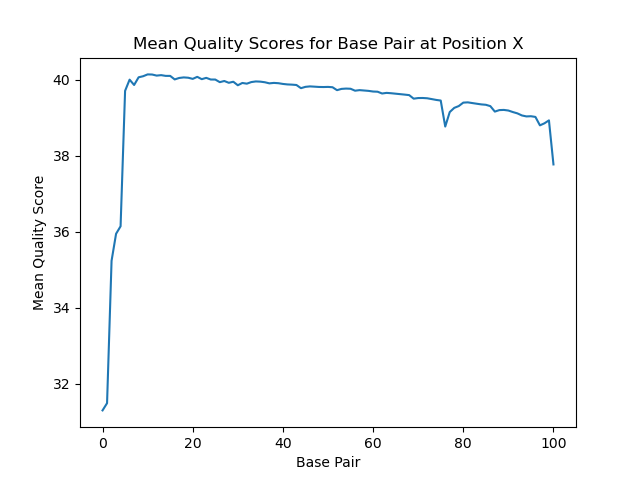 Mean Quality Scores for Base Pair at Position X
40
38
36
34
32
Mean Quality Score
0 20 40 60 80 100
Base Pair